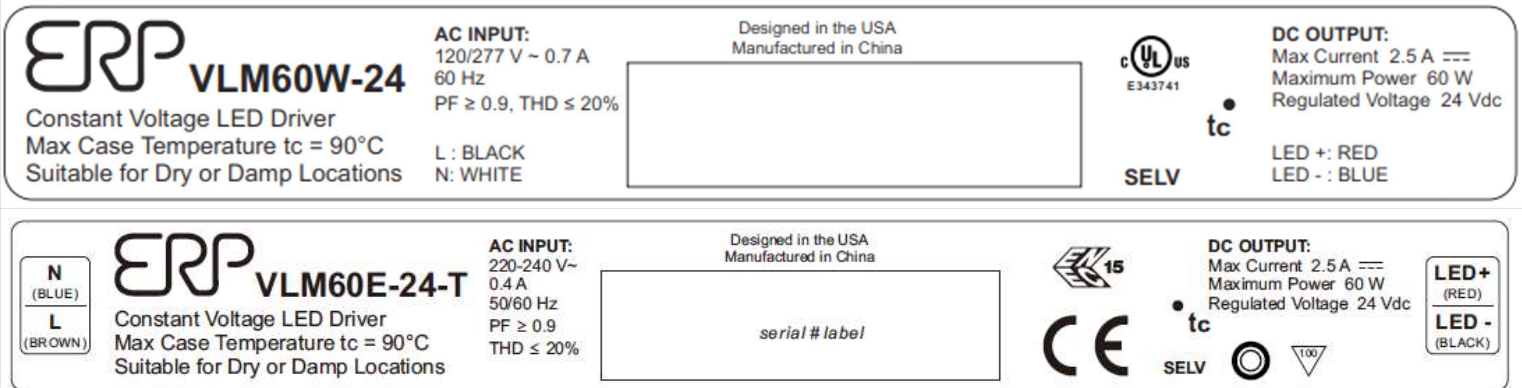 ERP VLM60W-24
Constant Voltage LED Driver
Max Case Temperature tc = 90°C
Suitable for Dry or Damp Locations
AC INPUT:
120/277 V ~ 0.7 A
60 Hz
PF ≥ 0.9, THD ≤ 20%
L : BLACK
N: WHITE
Designed in the USA
Manufactured in China
c UL US
E343741
tc
SELV
DC OUTPUT:
Max Current 2.5 A ⎓
Maximum Power 60 W
Regulated Voltage 24 Vdc
LED +: RED
LED - : BLUE
N
(BLUE)
L
(BROWN)
ERP VLM60E-24-T
Constant Voltage LED Driver
Max Case Temperature tc = 90°C
Suitable for Dry or Damp Locations
AC INPUT:
220-240 V~
0.4 A
50/60 Hz
PF ≥ 0.9
THD ≤ 20%
Designed in the USA
Manufactured in China
serial # label
ENEC 15
CE
tc
SELV
100
DC OUTPUT:
Max Current 2.5 A ⎓
Maximum Power 60 W
Regulated Voltage 24 Vdc
LED+
(RED)
LED -
(BLACK)